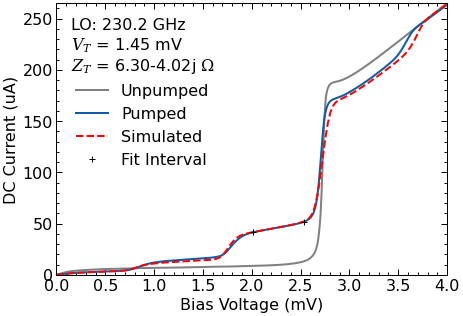 250
200
150
100
50
0
DC Current (uA)
LO: 230.2 GHz
V_T = 1.45 mV
Z_T = 6.30-4.02j Ω
Unpumped
Pumped
Simulated
Fit Interval
0.0 0.5 1.0 1.5 2.0 2.5 3.0 3.5 4.0
Bias Voltage (mV)